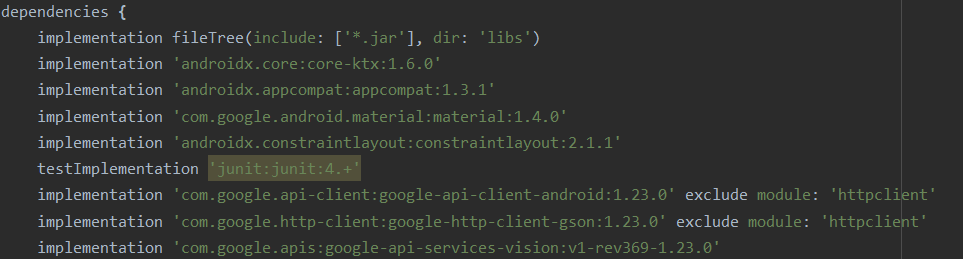 dependencies {
implementation fileTree(include: ['*.jar'], dir: 'libs')
implementation 'androidx.core:core-ktx:1.6.0'
implementation 'androidx.appcompat:appcompat:1.3.1'
implementation 'com.google.android.material:material:1.4.0'
implementation 'androidx.constraintlayout:constraintlayout:2.1.1'
testImplementation 'junit:junit:4.+'
implementation 'com.google.api-client:google-api-client-android:1.23.0' exclude module: 'httpclient'
implementation 'com.google.http-client:google-http-client-gson:1.23.0' exclude module: 'httpclient'
implementation 'com.google.apis:google-api-services-vision:v1-rev369-1.23.0'